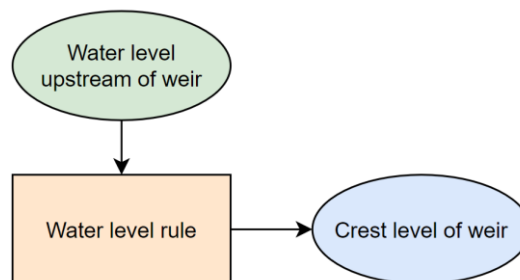 Water level
upstream of weir
Water level rule
Crest level of weir